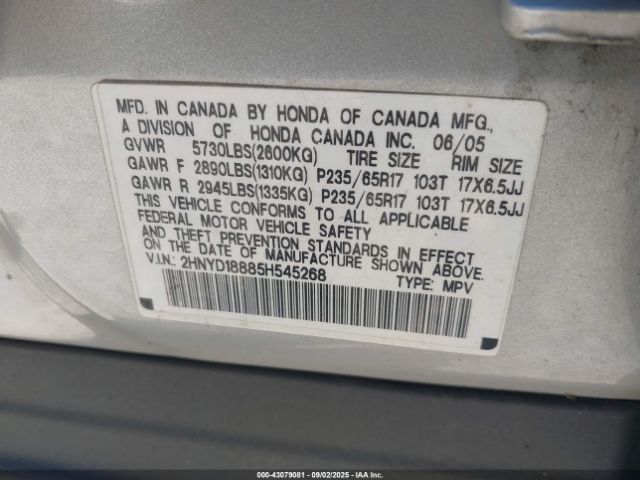 MFD. IN CANADA BY HONDA OF CANADA MFG.,
A DIVISION OF HONDA CANADA INC. 06/05
GVWR 5730LBS(2600KG) TIRE SIZE RIM SIZE
GAWR F 2890LBS(1310KG) P235/65R17 103T 17X6.5JJ
GAWR R 2945LBS(1335KG) P235/65R17 103T 17X6.5JJ
THIS VEHICLE CONFORMS TO ALL APPLICABLE
FEDERAL MOTOR VEHICLE SAFETY
AND THEFT PREVENTION STANDARDS IN EFFECT
ON THE DATE OF MANUFACTURE SHOWN ABOVE.
V.I.N.: 2HNYD18885H545268 TYPE: MPV
000-43079081 - 09/02/2025 - IAAI.com